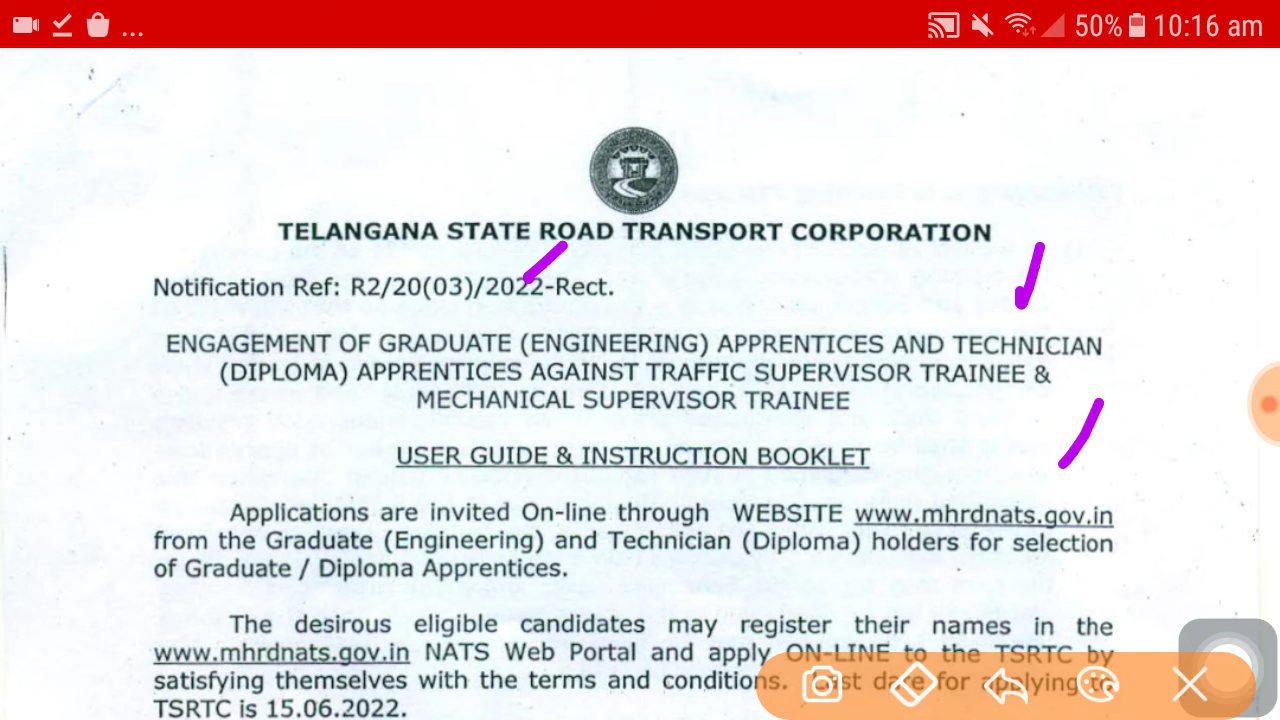 ... 50% 10:16 am
TELANGANA STATE ROAD TRANSPORT CORPORATION
Notification Ref: R2/20(03)/2022-Rect.
ENGAGEMENT OF GRADUATE (ENGINEERING) APPRENTICES AND TECHNICIAN
(DIPLOMA) APPRENTICES AGAINST TRAFFIC SUPERVISOR TRAINEE &
MECHANICAL SUPERVISOR TRAINEE
USER GUIDE & INSTRUCTION BOOKLET
Applications are invited On-line through WEBSITE www.mhrdnats.gov.in
from the Graduate (Engineering) and Technician (Diploma) holders for selection
of Graduate / Diploma Apprentices.
The desirous eligible candidates may register their names in the
www.mhrdnats.gov.in NATS Web Portal and apply ON-LINE to the TSRTC by
satisfying themselves with the terms and conditions. Last date for applying to
TSRTC is 15.06.2022.